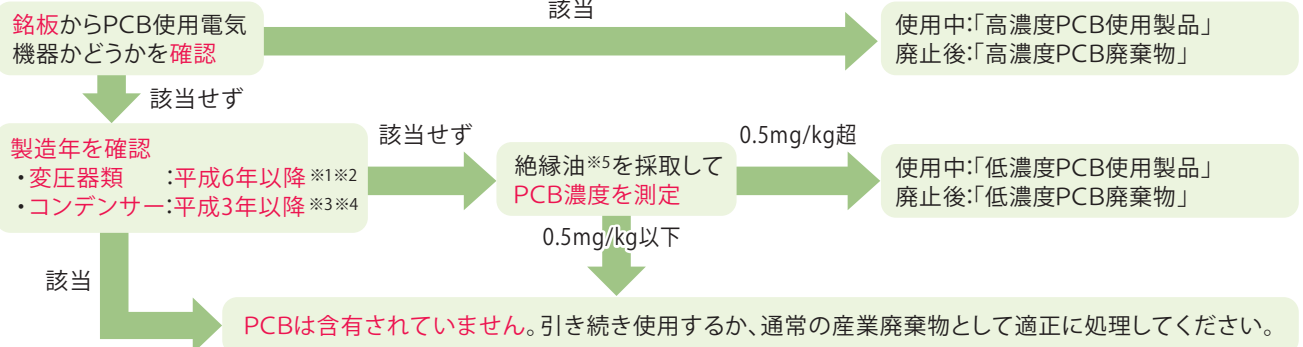 銘板からPCB使用電気
機器かどうかを確認
該当
使用中:「高濃度PCB使用製品」
廃止後:「高濃度PCB廃棄物」
該当せず
製造年を確認
・変圧器類　　:平成6年以降※1※2
・コンデンサー:平成3年以降※3※4
該当せず
絶縁油※5を採取して
PCB濃度を測定
0.5mg/kg超
使用中:「低濃度PCB使用製品」
廃止後:「低濃度PCB廃棄物」
0.5mg/kg以下
該当
PCBは含有されていません。引き続き使用するか、通常の産業廃棄物として適正に処理してください。